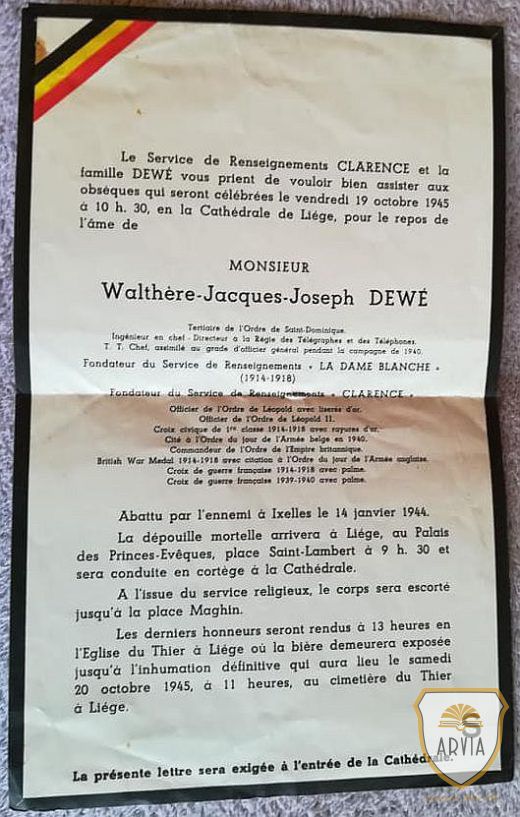 Le Service de Renseignements CLARENCE et la
famille DEWÉ vous prient de vouloir bien assister aux
obsèques qui seront célébrées le vendredi 19 octobre 1945
à 10 h. 30, en la Cathédrale de Liége, pour le repos de
l'âme de
MONSIEUR
Walthère-Jacques-Joseph DEWÉ
Tertiaire de l'Ordre de Saint-Dominique.
Ingénieur en chef - Directeur à la Régie des Télégraphes et des Téléphones.
T. T. Chef, assimilé au grade d'officier général pendant la campagne de 1940.
Fondateur du Service de Renseignements « LA DAME BLANCHE »
(1914-1918)
Fondateur du Service de Renseignements « CLARENCE »
Officier de l'Ordre de Léopold avec liserés d'or.
Officier de l'Ordre de Léopold II.
Croix civique de 1re classe 1914-1918 avec rayures d'or.
Cité à l'Ordre du jour de l'Armée belge en 1940.
Commandeur de l'Ordre de l'Empire britannique.
British War Medal 1914-1918 avec citation à l'Ordre du jour de l'Armée anglaise.
Croix de guerre française 1914-1918 avec palme.
Croix de guerre française 1939-1940 avec palme.
Abattu par l'ennemi à Ixelles le 14 janvier 1944.
La dépouille mortelle arrivera à Liége, au Palais
des Princes-Evêques, place Saint-Lambert à 9 h. 30 et
sera conduite en cortège à la Cathédrale.
A l'issue du service religieux, le corps sera escorté
jusqu'à la place Maghin.
Les derniers honneurs seront rendus à 13 heures en
l'Eglise du Thier à Liége où la bière demeurera exposée
jusqu'à l'inhumation définitive qui aura lieu le samedi
20 octobre 1945, à 11 heures, au cimetière du Thier
à Liége.
La présente lettre sera exigée à l'entrée de la Cathédrale.
S
ARVIA